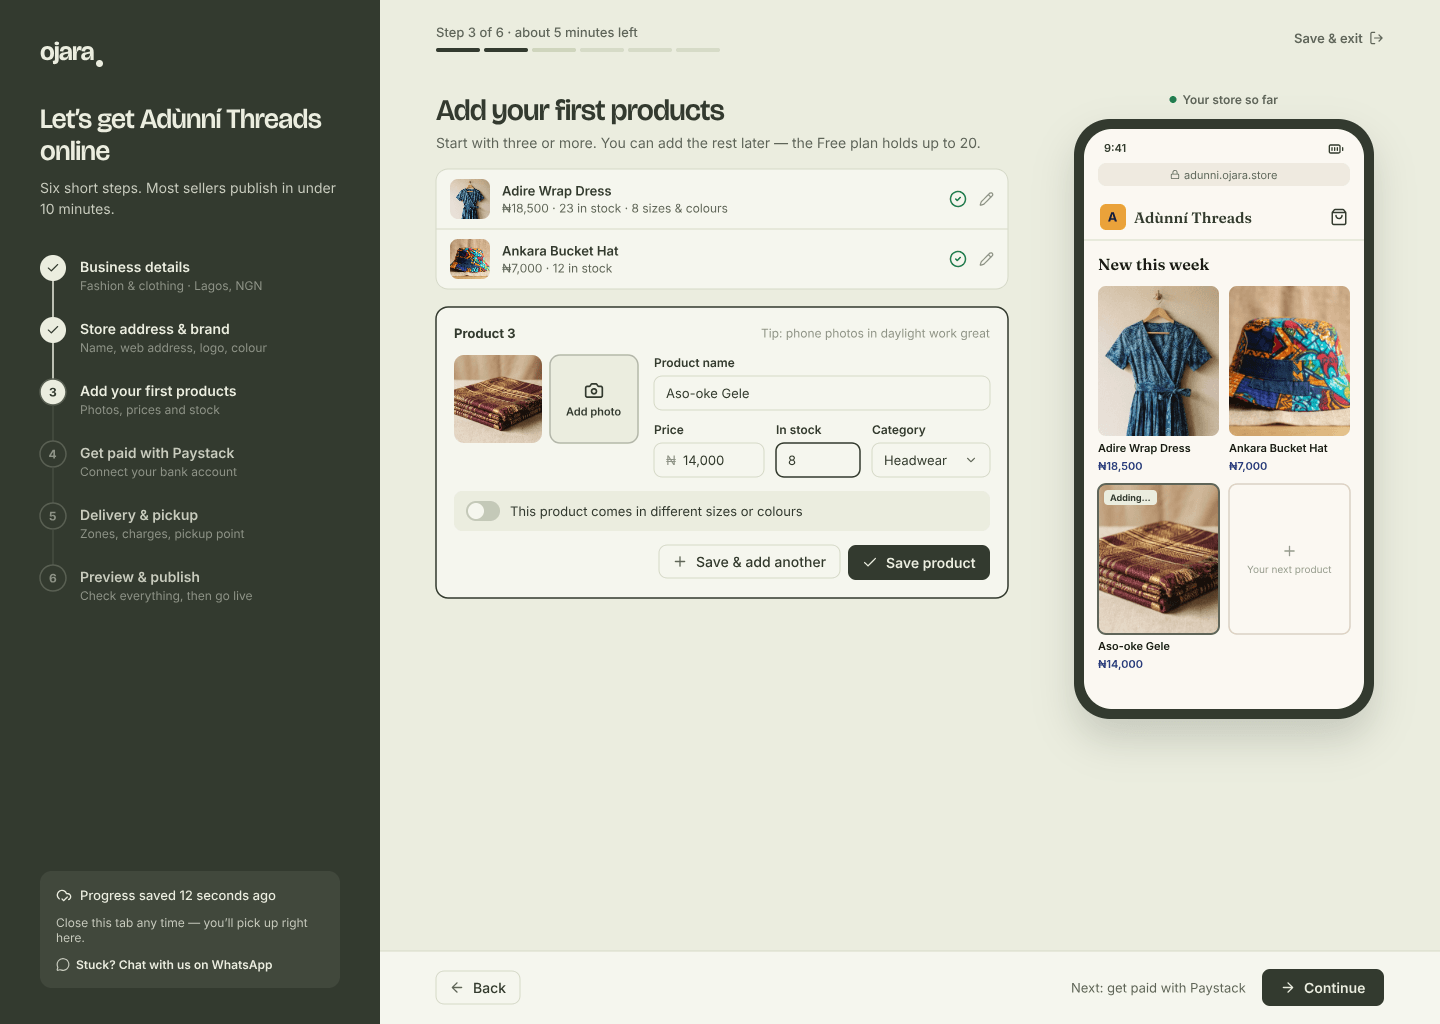 ojara.
Let's get Adùnní Threads
online
Six short steps. Most sellers publish in under
10 minutes.
Business details
Fashion & clothing · Lagos, NGN
Store address & brand
Name, web address, logo, colour
3
Add your first products
Photos, prices and stock
4
Get paid with Paystack
Connect your bank account
5
Delivery & pickup
Zones, charges, pickup point
6
Preview & publish
Check everything, then go live
Progress saved 12 seconds ago
Close this tab any time — you'll pick up right
here.
Stuck? Chat with us on WhatsApp
Step 3 of 6 · about 5 minutes left
Save & exit
Add your first products
Start with three or more. You can add the rest later — the Free plan holds up to 20.
Adire Wrap Dress
₦18,500 · 23 in stock · 8 sizes & colours
Ankara Bucket Hat
₦7,000 · 12 in stock
Product 3
Tip: phone photos in daylight work great
Add photo
Product name
Aso-oke Gele
Price
In stock
Category
₦ 14,000
8
Headwear
This product comes in different sizes or colours
Save & add another
Save product
Your store so far
9:41
adunni.ojara.store
A
Adùnní Threads
New this week
Adire Wrap Dress
₦18,500
Ankara Bucket Hat
₦7,000
Adding...
Your next product
Aso-oke Gele
₦14,000
Back
Next: get paid with Paystack
Continue